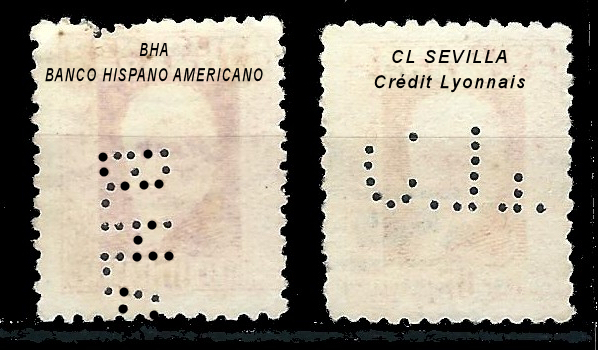 BHA
BANCO HISPANO AMERICANO
CL SEVILLA
Crédit Lyonnais